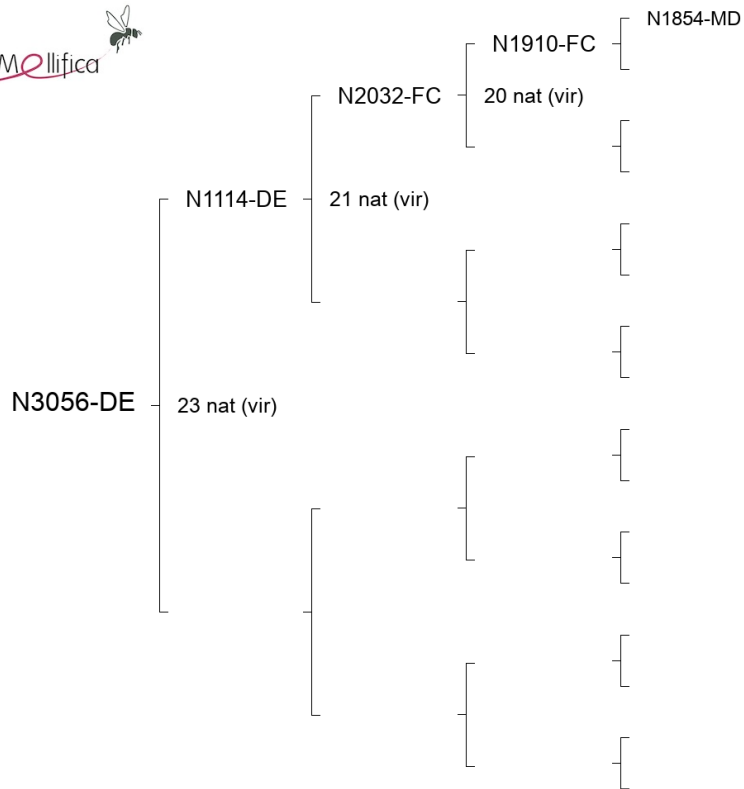 Mellifica
N1854-MD
N1910-FC
N2032-FC
20 nat (vir)
N1114-DE
21 nat (vir)
N3056-DE
23 nat (vir)